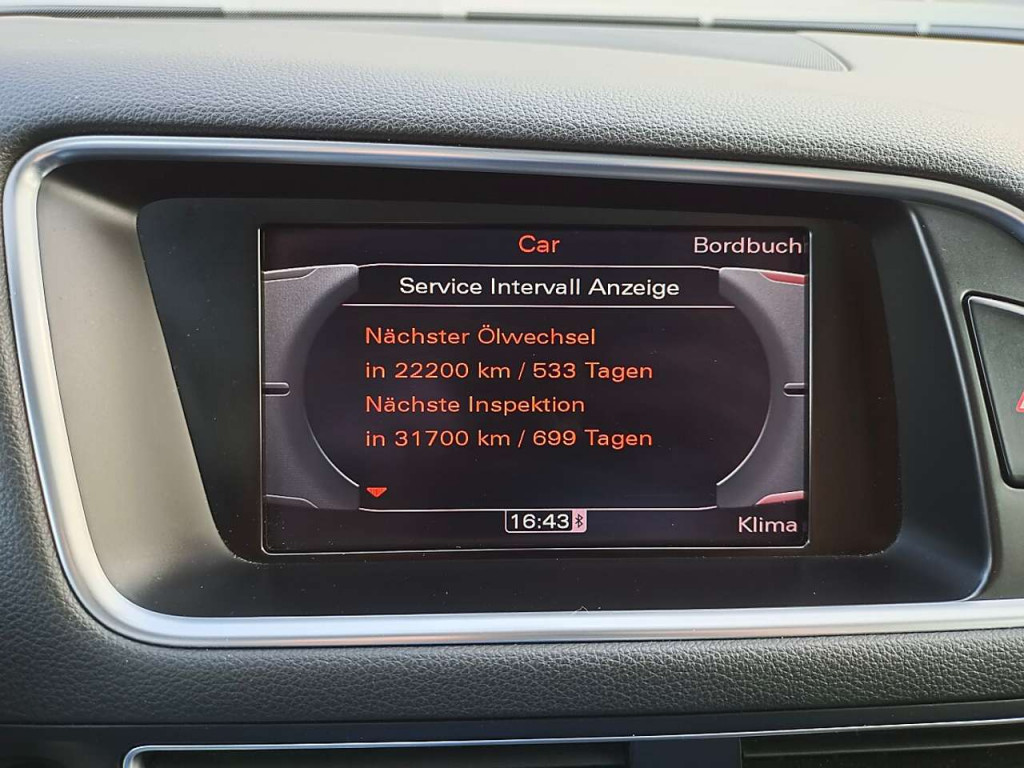 Car
Bordbuch
Service Intervall Anzeige
Nächster Ölwechsel
in 22200 km / 533 Tagen
Nächste Inspektion
in 31700 km / 699 Tagen
16:43
Klima